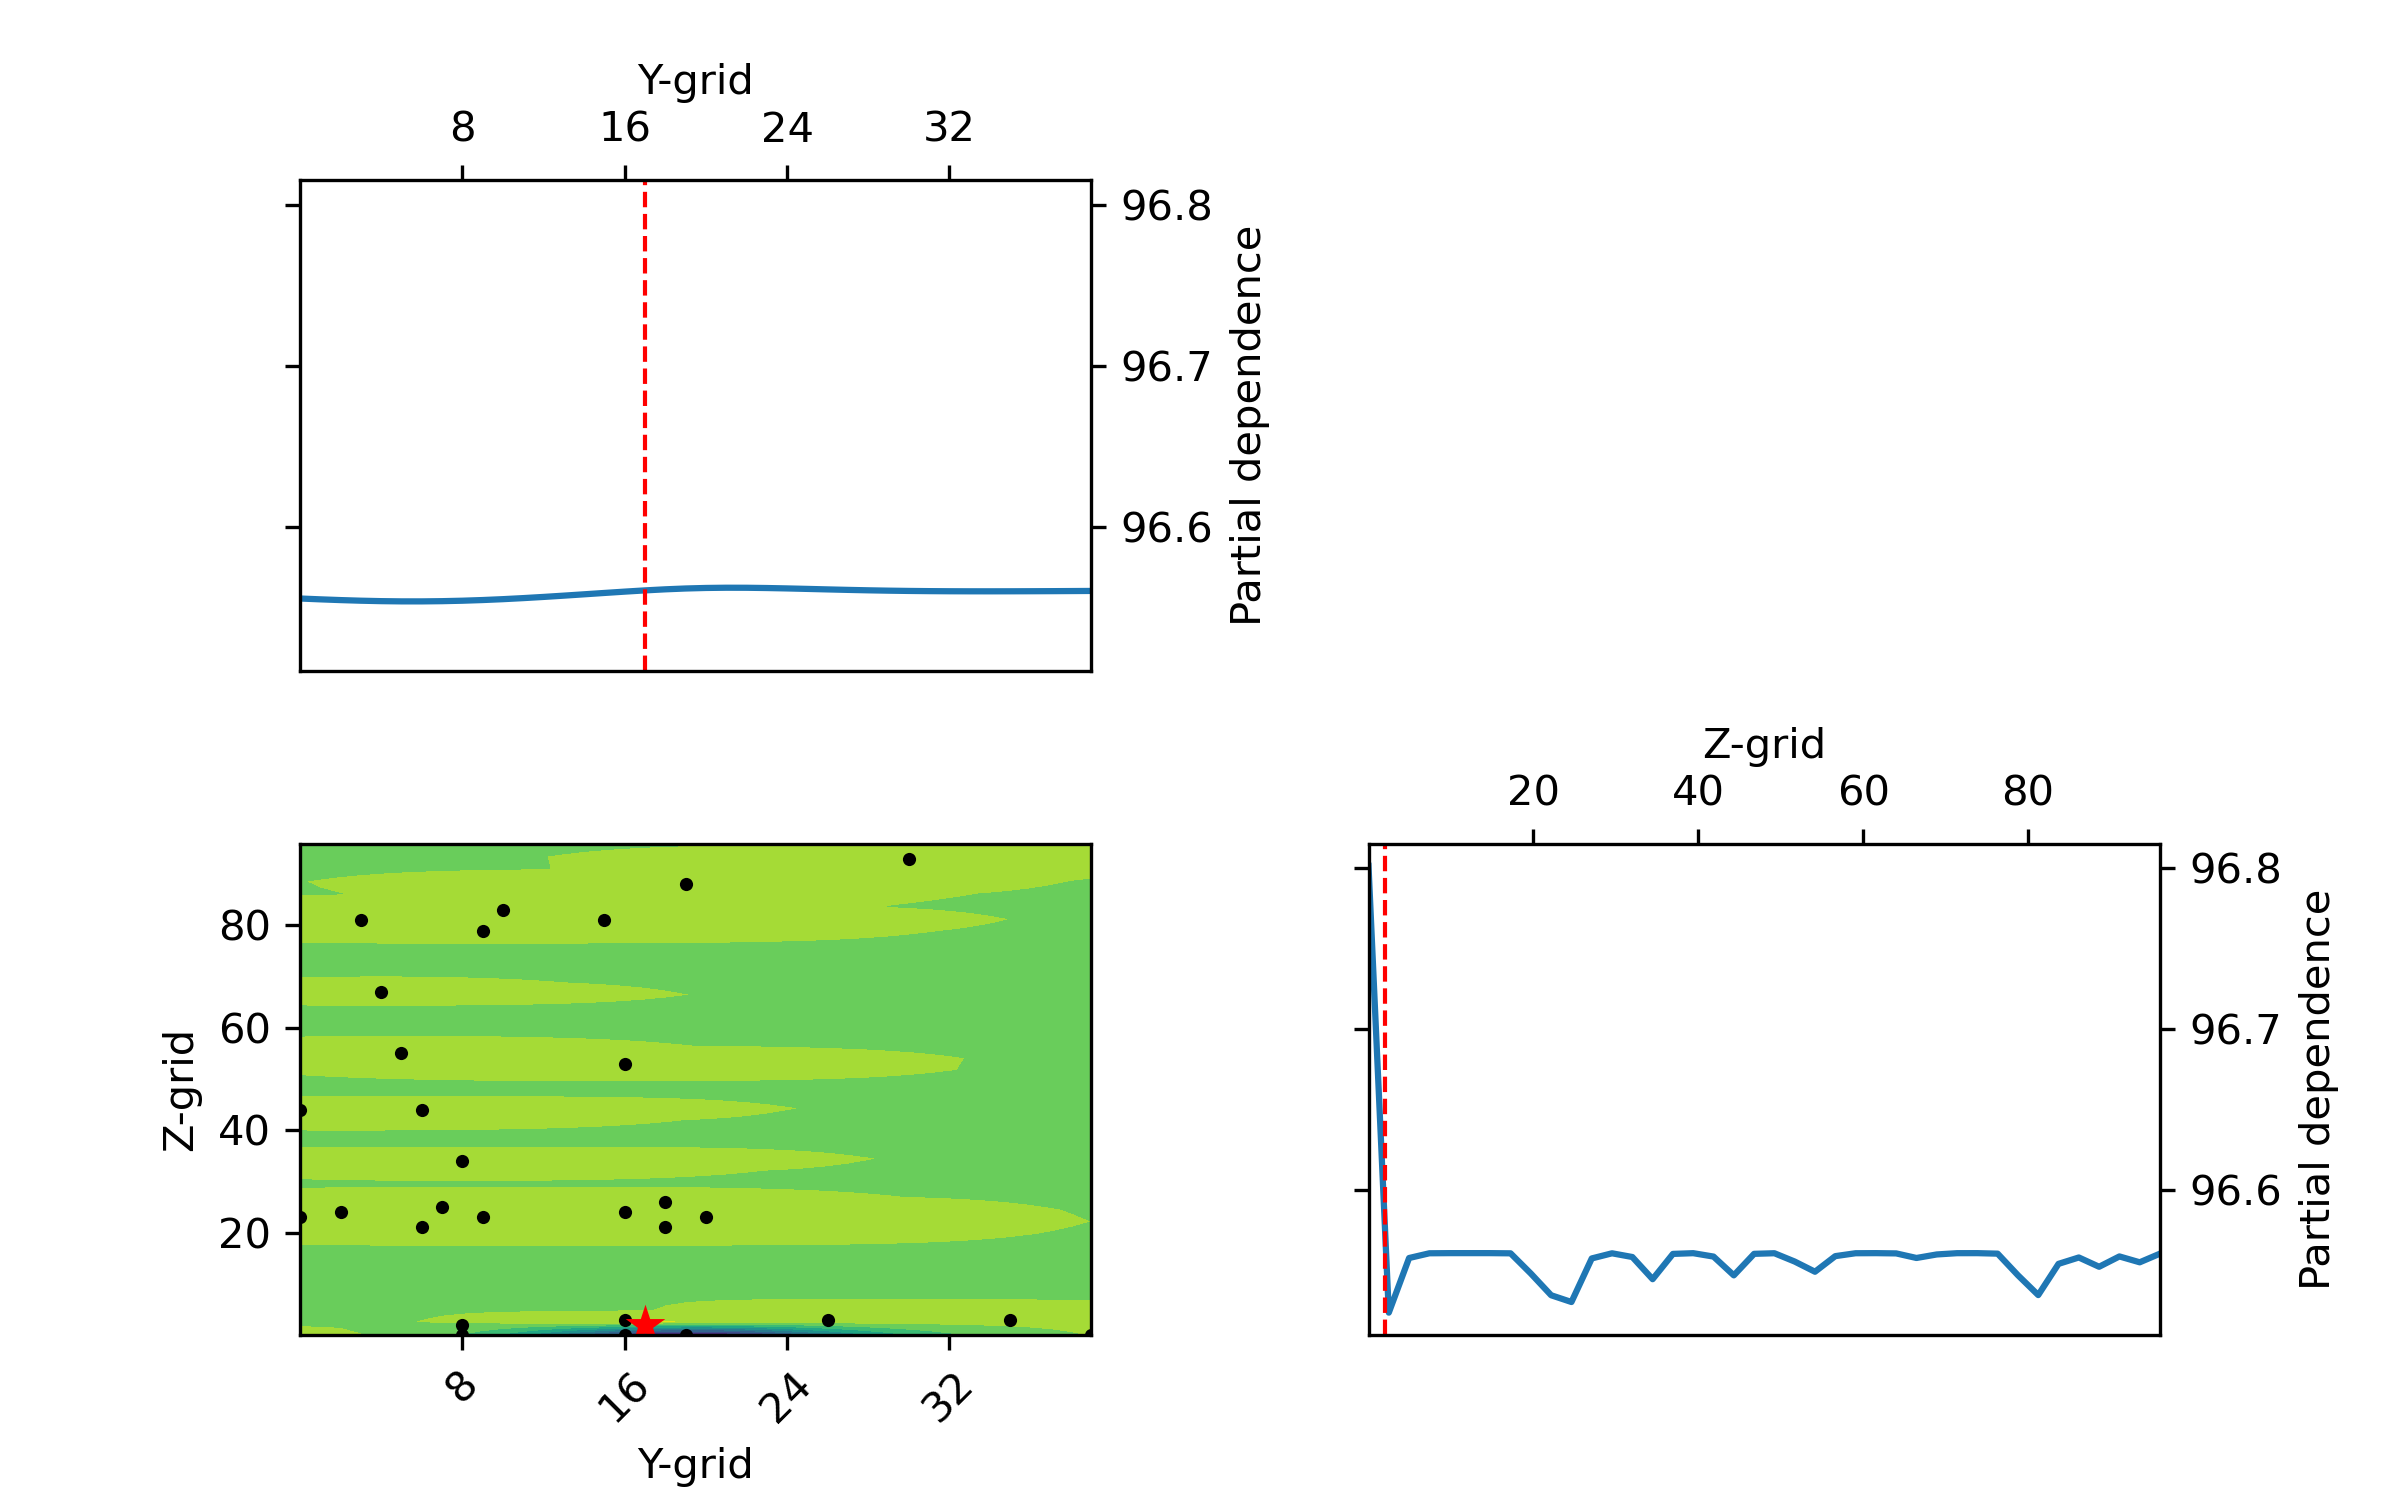 Y-grid
8 16 24 32
96.8
96.7
96.6
Partial dependence
Z-grid
20 40 60 80
96.8
96.7
96.6
Partial dependence
Z-grid
80
60
40
20
8 16 24 32
Y-grid